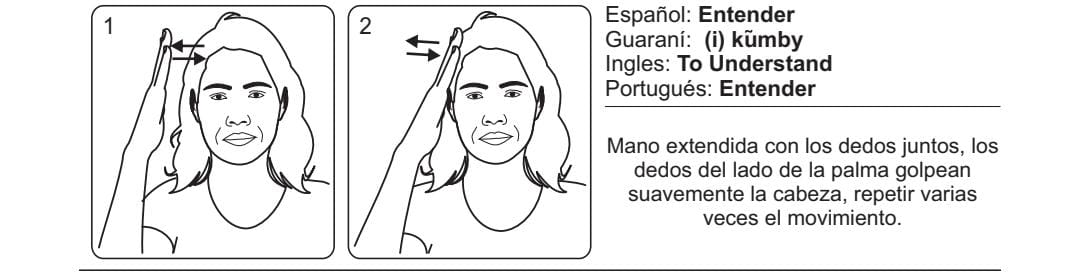 1
2
Español: Entender
Guaraní: (i) kũmby
Ingles: To Understand
Portugués: Entender
Mano extendida con los dedos juntos, los
dedos del lado de la palma golpean
suavemente la cabeza, repetir varias
veces el movimiento.